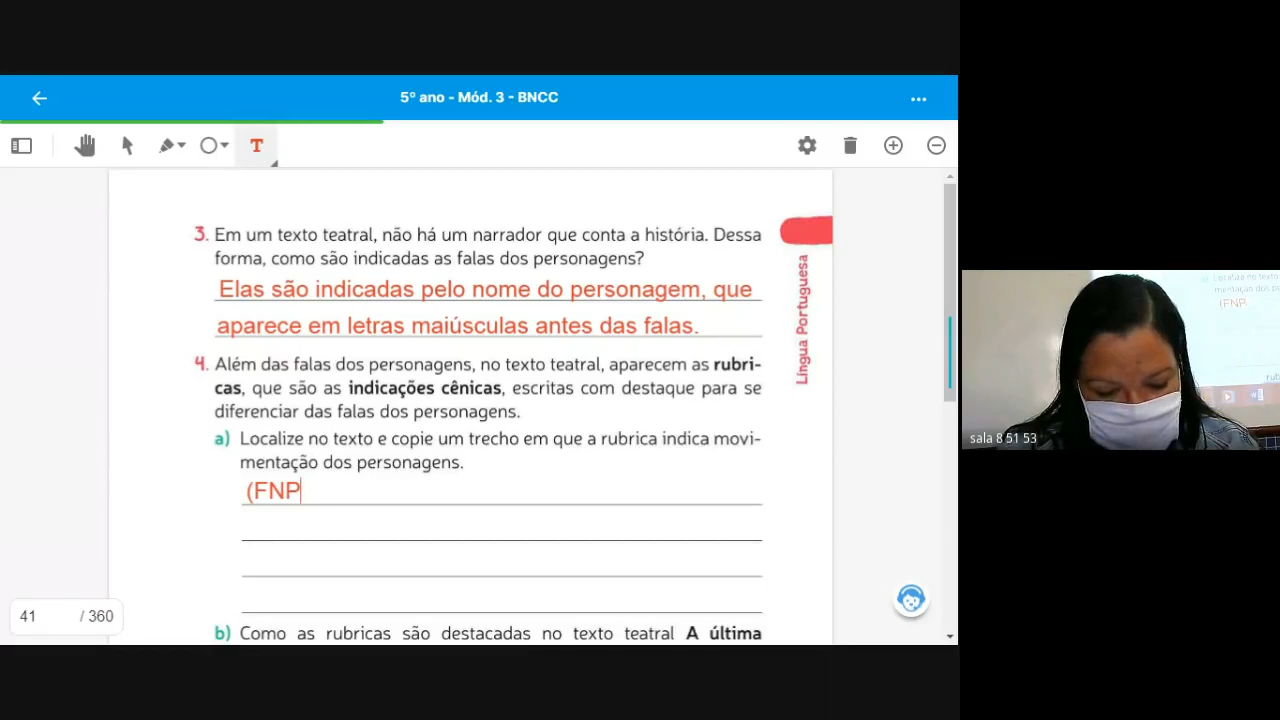 5º ano - Mód. 3 - BNCC
T
3. Em um texto teatral, não há um narrador que conta a história. Dessa
forma, como são indicadas as falas dos personagens?
Elas são indicadas pelo nome do personagem, que
aparece em letras maiúsculas antes das falas.
4. Além das falas dos personagens, no texto teatral, aparecem as rubri-
cas, que são as indicações cênicas, escritas com destaque para se
diferenciar das falas dos personagens.
a) Localize no texto e copie um trecho em que a rubrica indica movi-
mentação dos personagens.
(FNP
b) Como as rubricas são destacadas no texto teatral A última
Língua Portuguesa
41 / 360
(FNP
sala 8 51 53